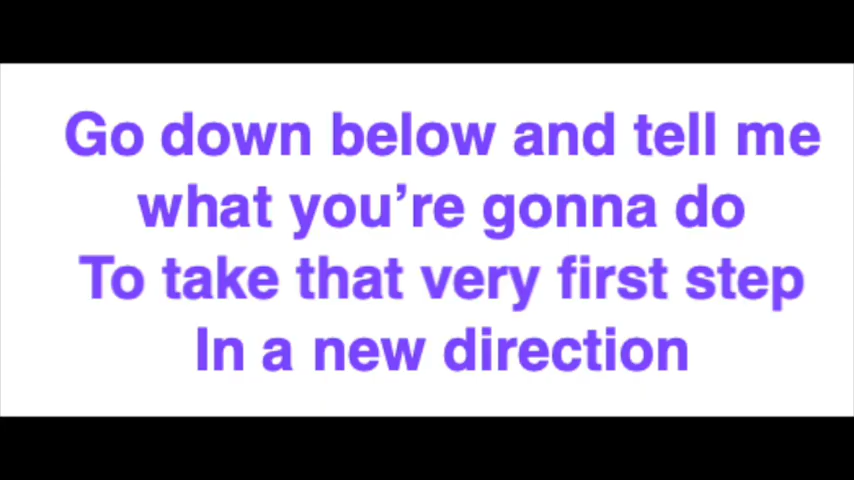 Go down below and tell me
what you’re gonna do
To take that very first step
In a new direction